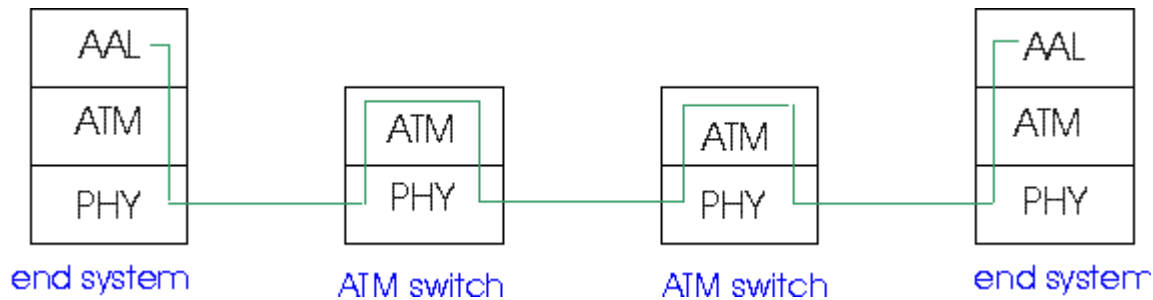 AAL
ATM
PHY
end system
ATM
PHY
ATM switch
ATM
PHY
ATM switch
AAL
ATM
PHY
end system